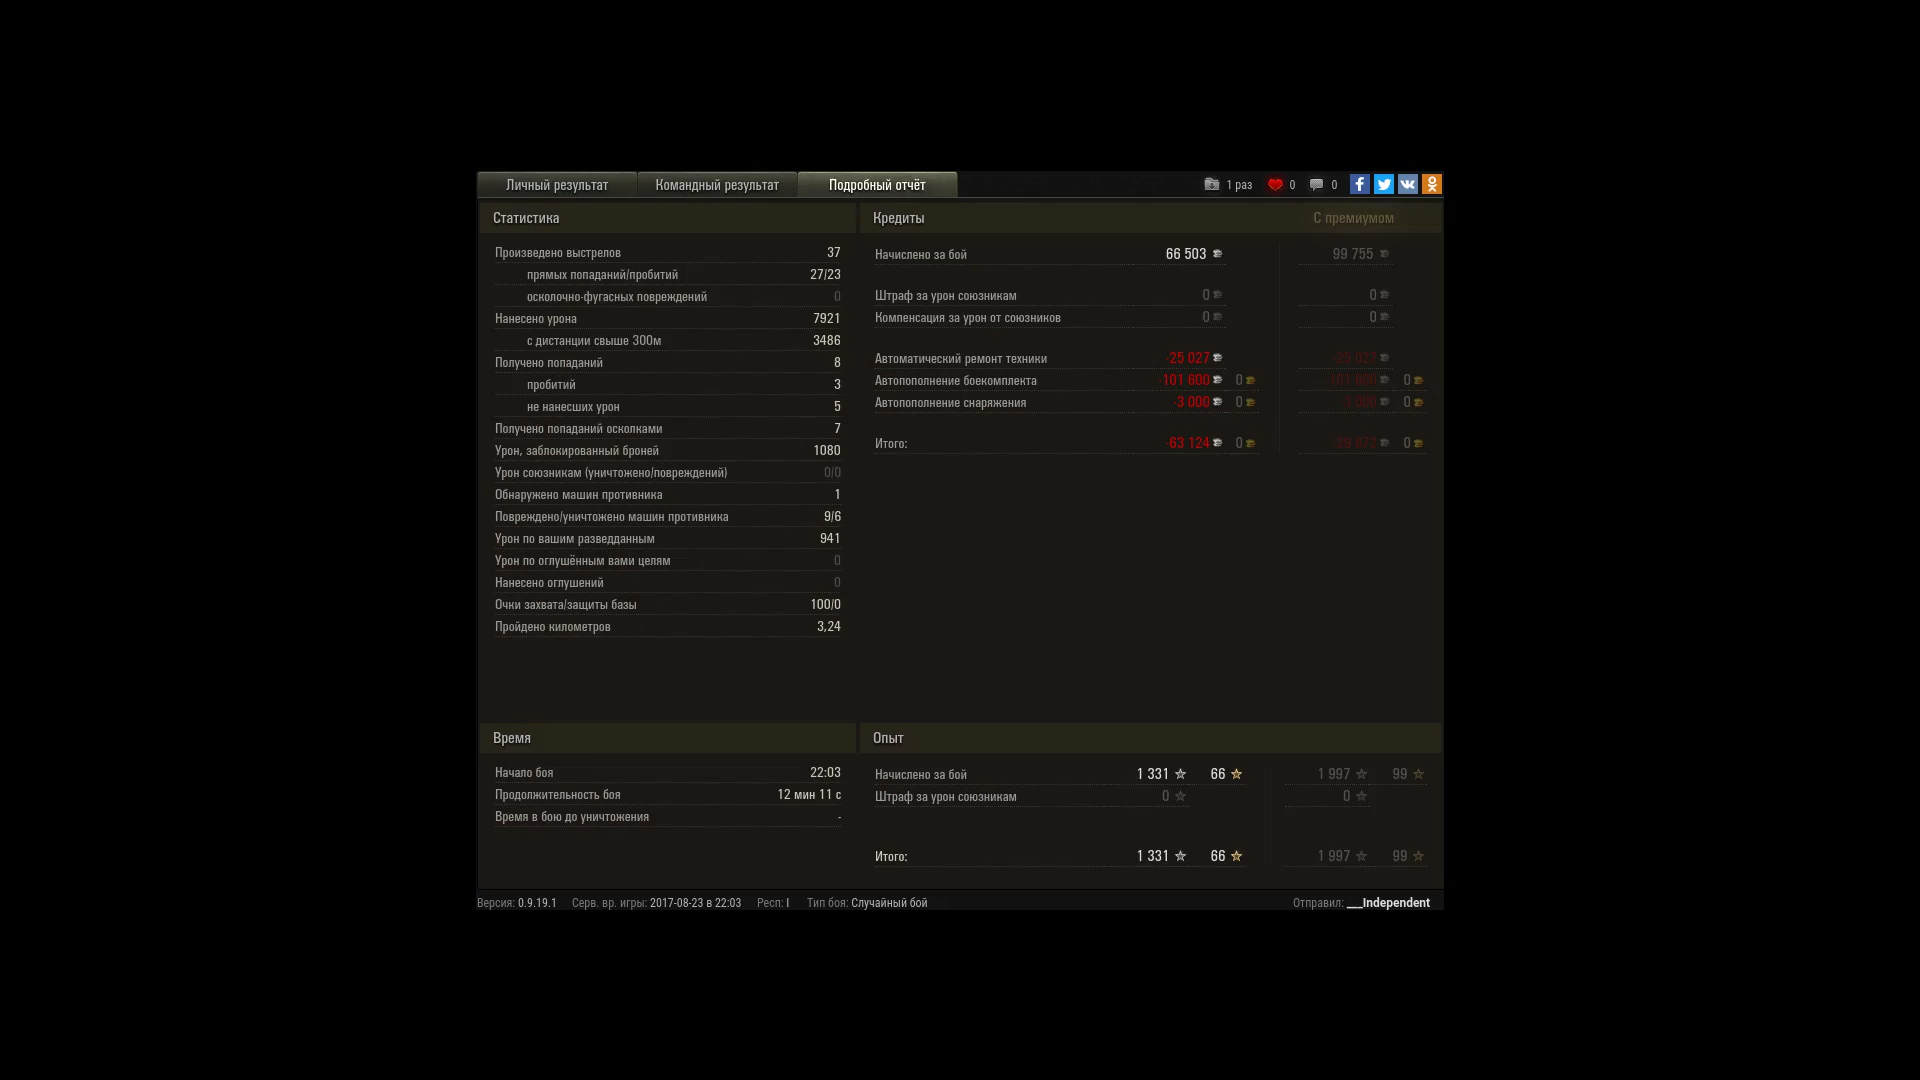 Личный результат Командный результат Подробный отчёт 1 раз 0 0
Статистика
Произведено выстрелов 37
прямых попаданий/пробитий 27/23
осколочно-фугасных повреждений 0
Нанесено урона 7921
с дистанции свыше 300м 3486
Получено попаданий 8
пробитий 3
не нанесших урон 5
Получено попаданий осколками 7
Урон, заблокированный броней 1080
Урон союзникам (уничтожено/повреждений) 0/0
Обнаружено машин противника 1
Повреждено/уничтожено машин противника 9/6
Урон по вашим разведданным 941
Урон по оглушённым вами целям 0
Нанесено оглушений 0
Очки захвата/защиты базы 100/0
Пройдено километров 3,24
Кредиты С премиумом
Начислено за бой 66 503 99 755
Штраф за урон союзникам 0 0
Компенсация за урон от союзников 0 0
Автоматический ремонт техники -25 027 -25 027
Автопополнение боекомплекта -101 600 0 -101 600 0
Автопополнение снаряжения -3 000 0 -3 000 0
Итого: -63 124 0 -29 872 0
Время
Начало боя 22:03
Продолжительность боя 12 мин 11 с
Время в бою до уничтожения -
Опыт
Начислено за бой 1 331 66 1 997 99
Штраф за урон союзникам 0 0
Итого: 1 331 66 1 997 99
Версия: 0.9.19.1 Серв. вр. игры: 2017-08-23 в 22:03 Респ: I Тип боя: Случайный бой Отправил: ___Independent